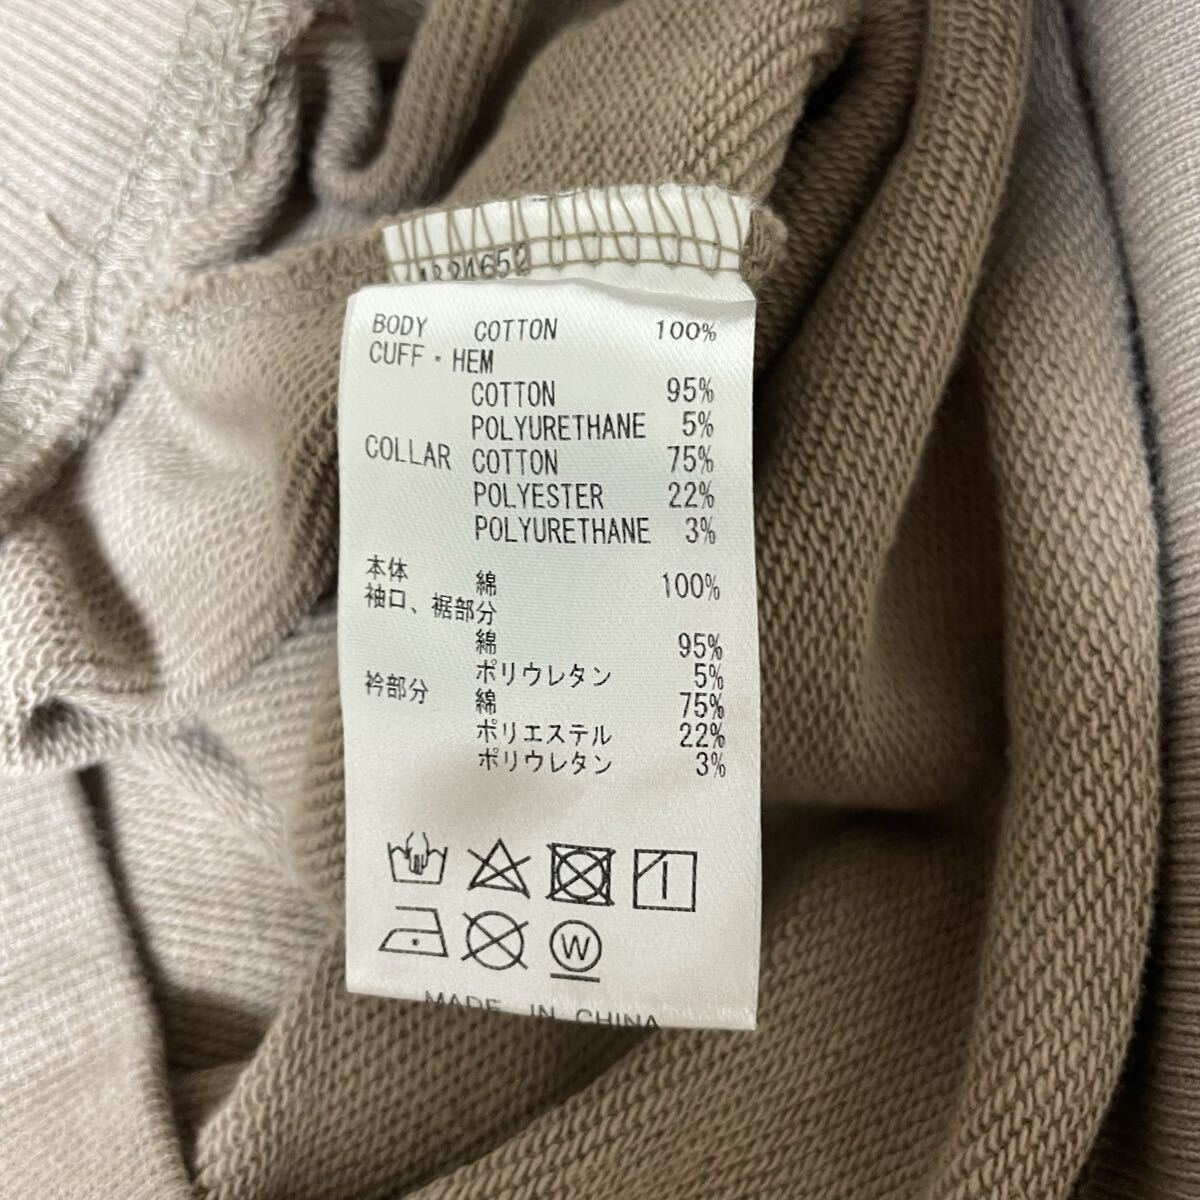 BODY COTTON 100%
CUFF・HEM
COTTON 95%
POLYURETHANE 5%
COLLAR COTTON 75%
POLYESTER 22%
POLYURETHANE 3%
本体 綿 100%
袖口、裾部分
綿 95%
ポリウレタン 5%
衿部分 綿 75%
ポリエステル 22%
ポリウレタン 3%
W
MADE IN CHINA